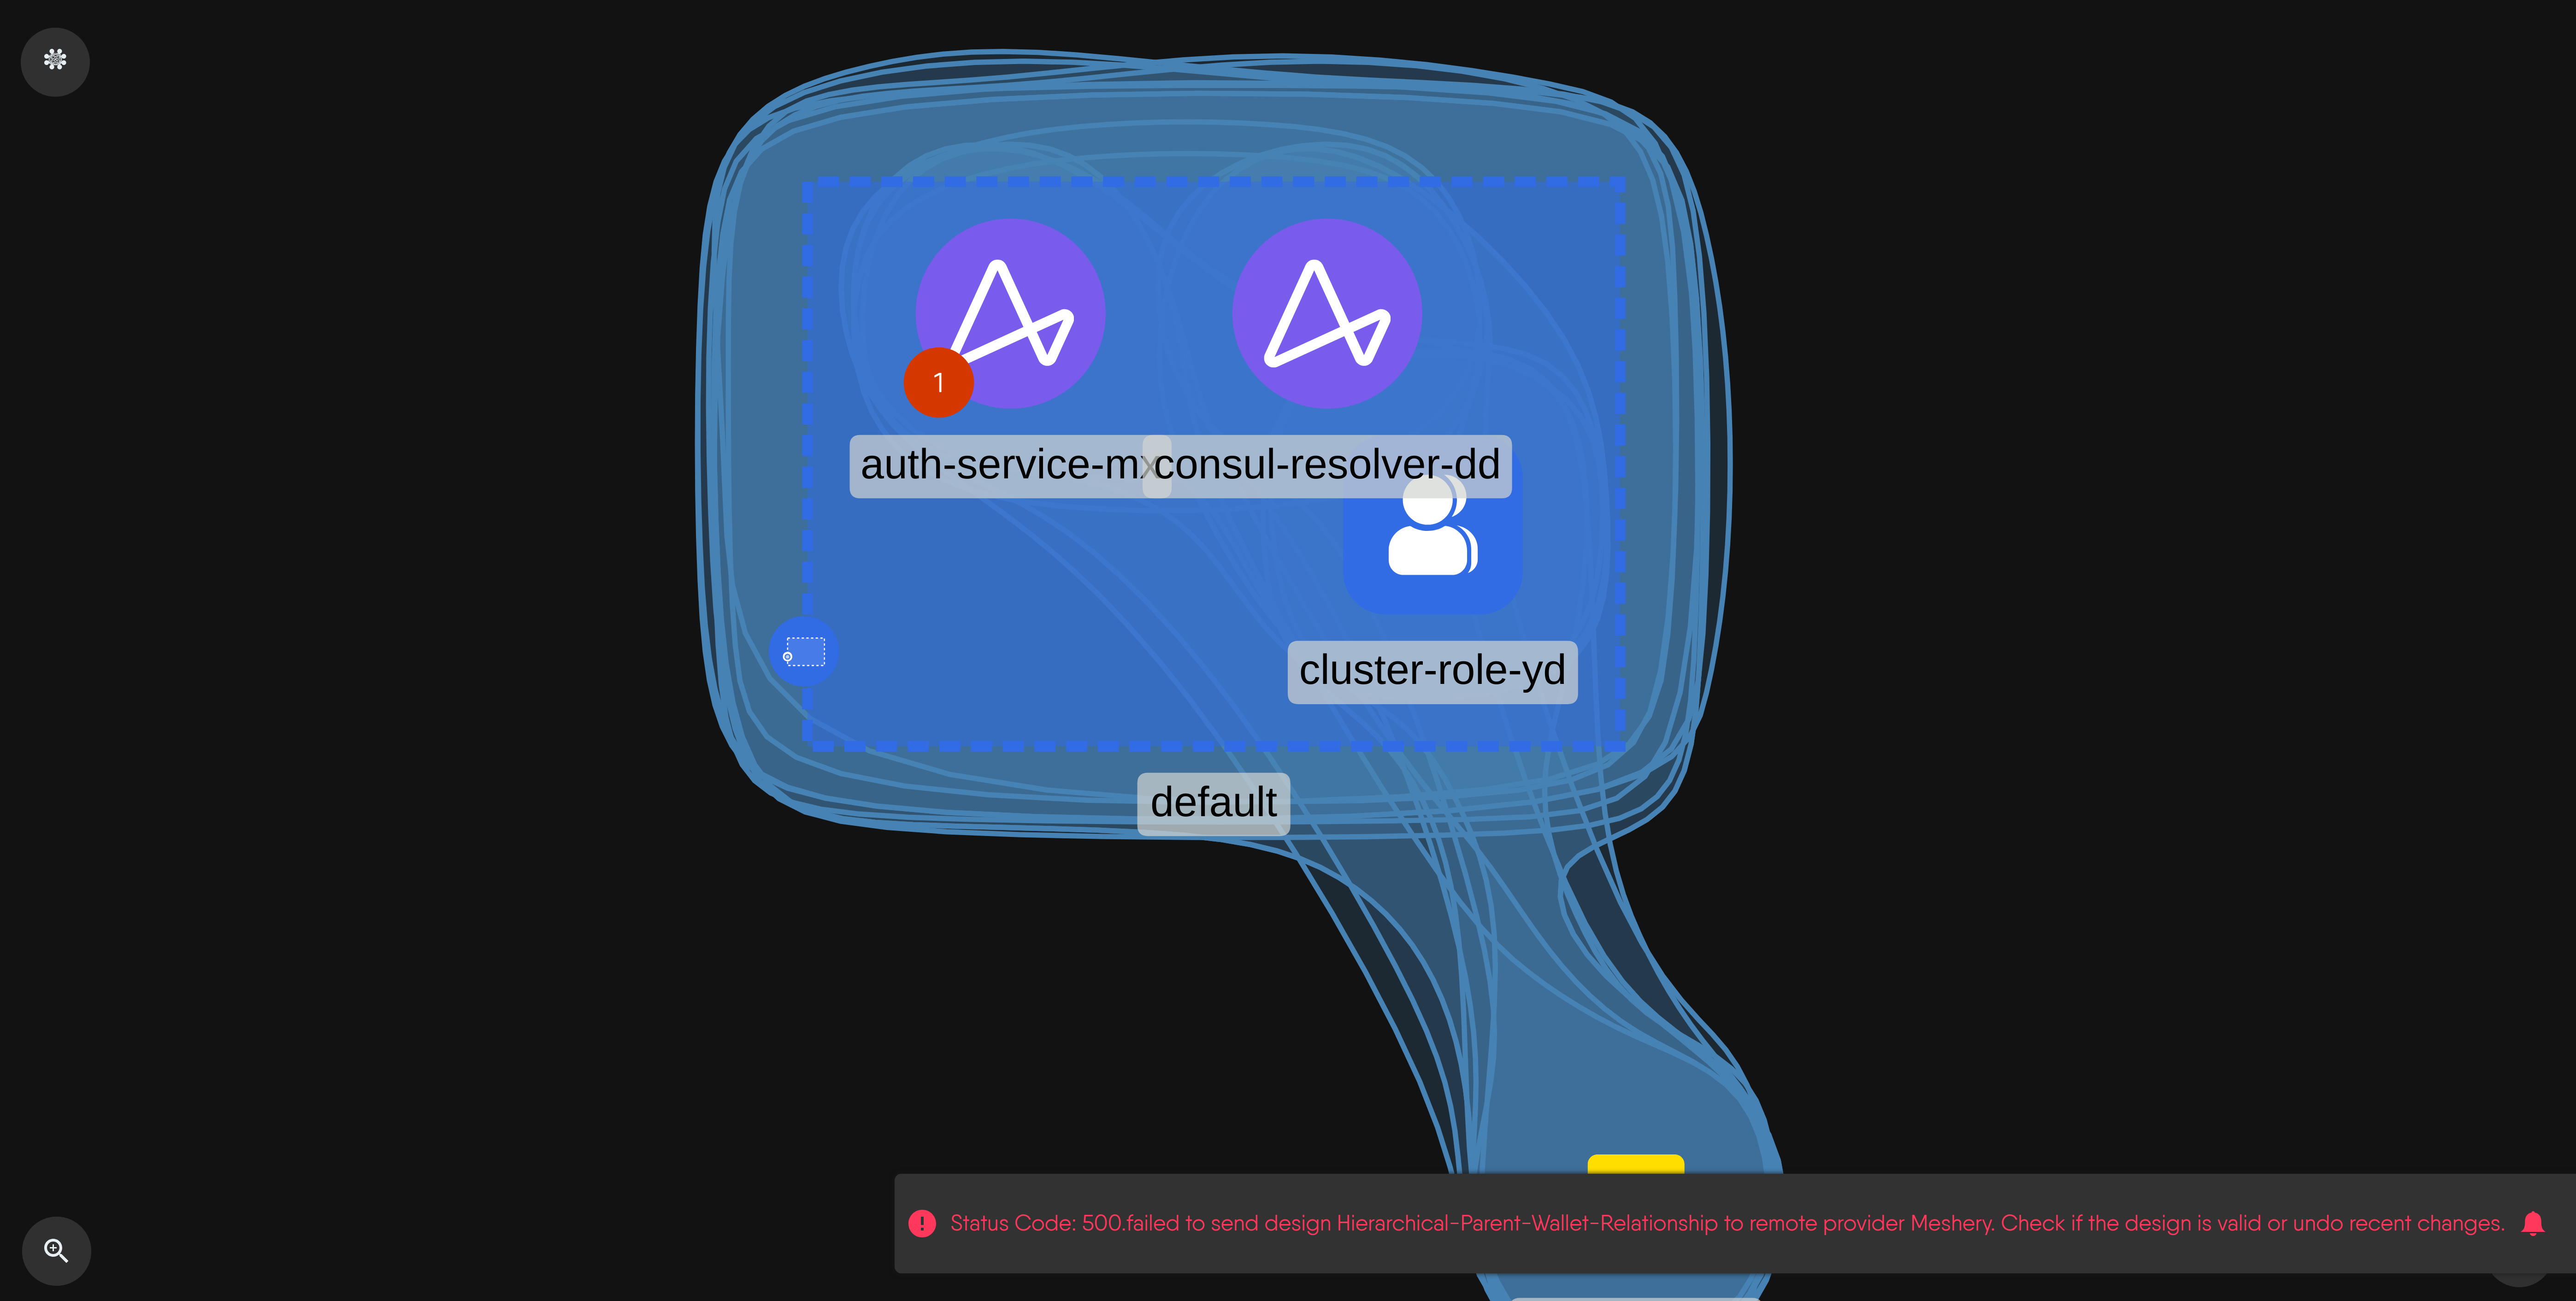 1
auth-service-mx
consul-resolver-dd
cluster-role-yd
default
Status Code: 500.failed to send design Hierarchical-Parent-Wallet-Relationship to remote provider Meshery. Check if the design is valid or undo recent changes.